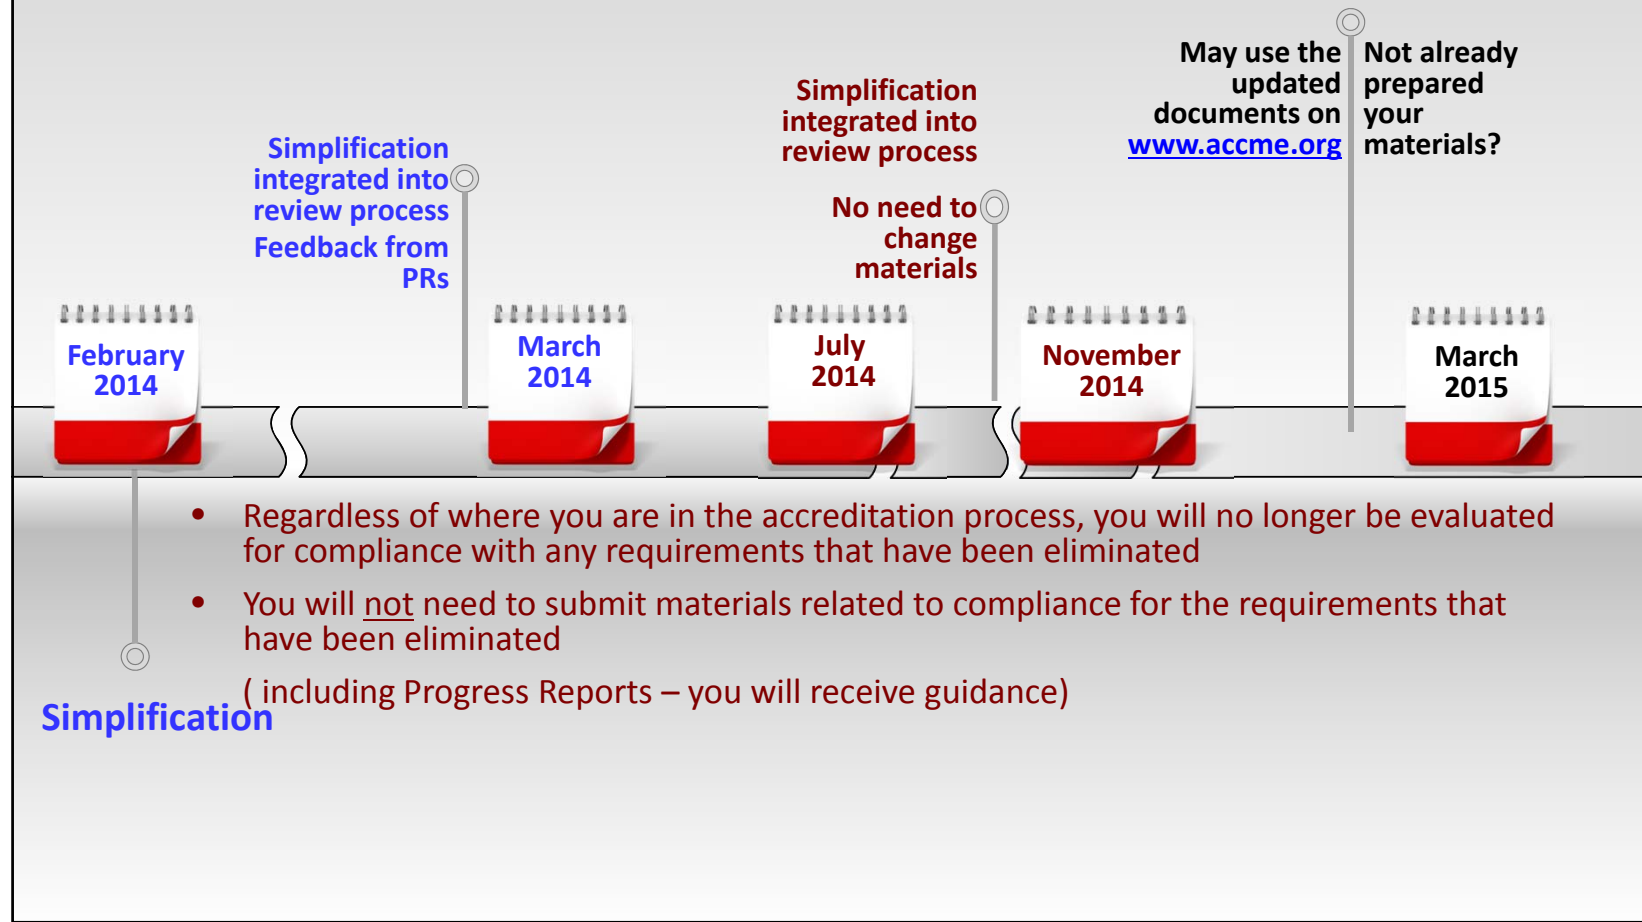 May use the
updated
documents on
www.accme.org
Not already
prepared
your
materials?
Simplification
integrated into
review process
No need to
change
materials
Simplification
integrated into
review process
Feedback from
PRs
February
2014
March
2014
July
2014
November
2014
March
2015
• Regardless of where you are in the accreditation process, you will no longer be evaluated
for compliance with any requirements that have been eliminated
• You will not need to submit materials related to compliance for the requirements that
have been eliminated
( including Progress Reports – you will receive guidance)
Simplification